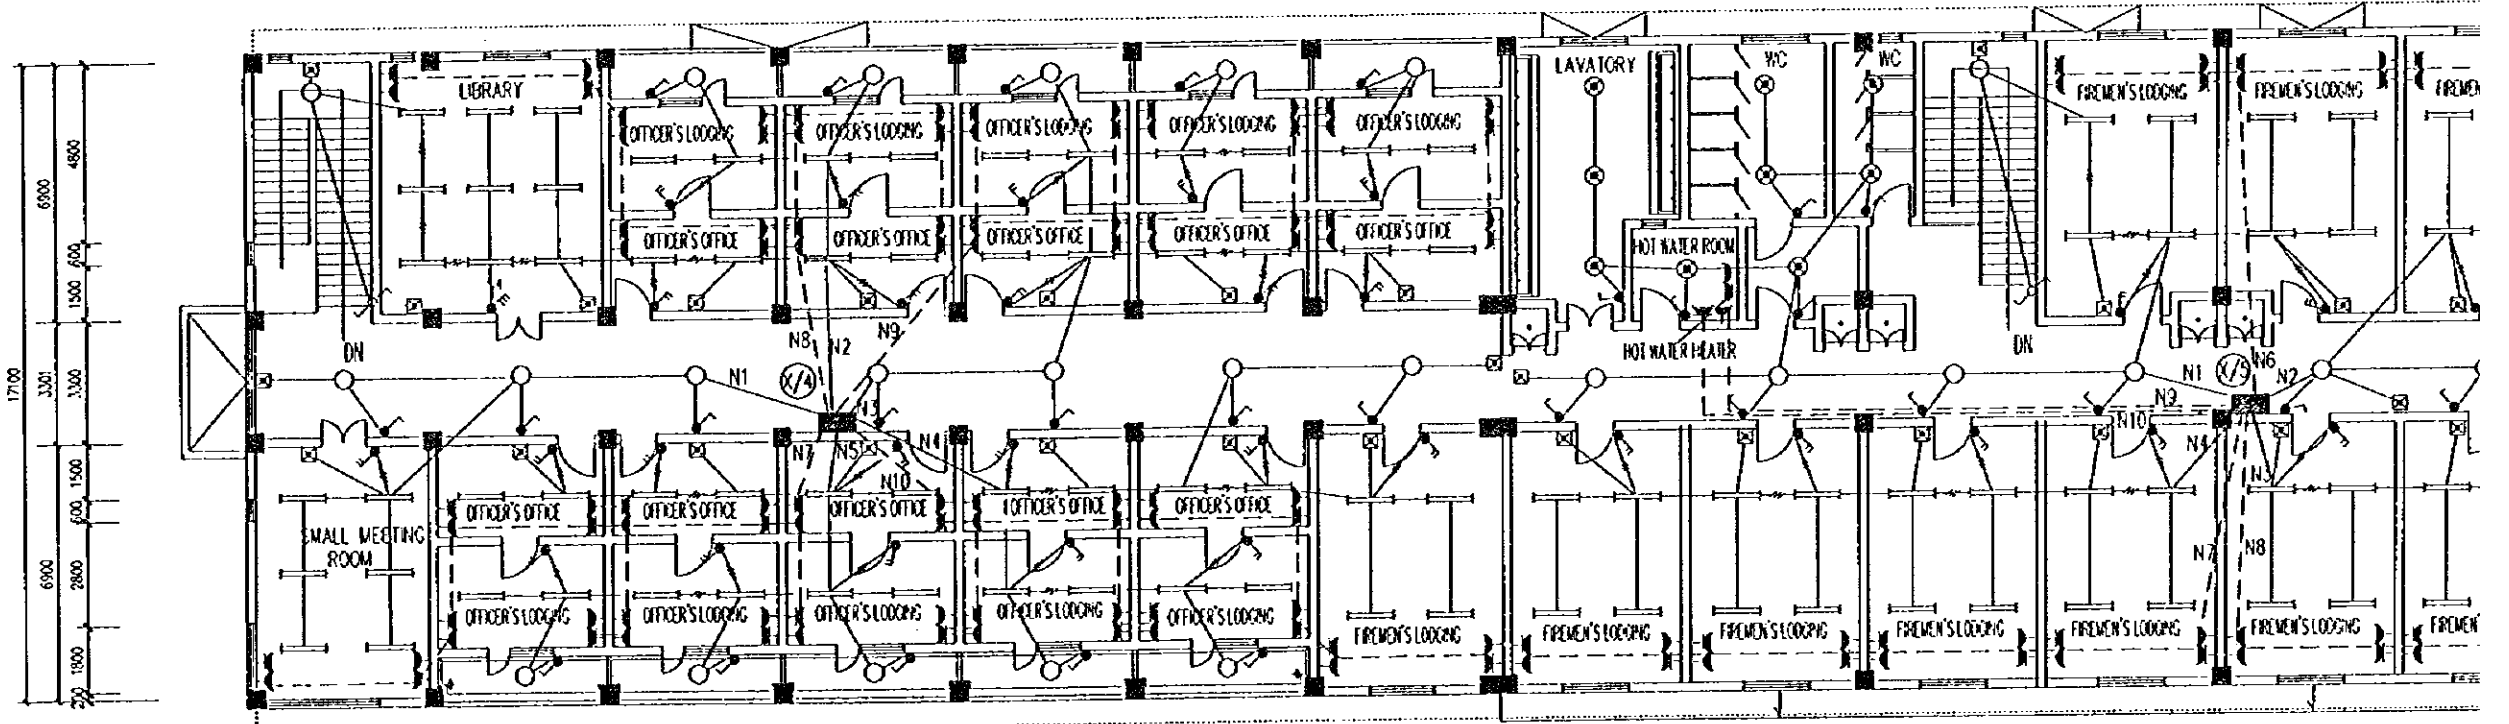 LIBRARY
LAVATORY
WC
WC
FIREMEN'S LODGING
FIREMEN'S LODGING
FIREMEN
OFFICER'S LODGING
OFFICER'S LODGING
OFFICER'S LODGING
OFFICER'S LODGING
OFFICER'S LODGING
OFFICER'S OFFICE
OFFICER'S OFFICE
OFFICER'S OFFICE
OFFICER'S OFFICE
OFFICER'S OFFICE
HOT WATER ROOM
4800
6900
600
1500
17100
3301
3300
DN
N8
N2
N9
HOT WATER HEATER
DN
N1
X/4
N1
X/5
N6
N2
N3
N9
N10
N7
N5
N4
N10
N4
N3
1500
600
6900
2800
1800
SMALL MEETING
ROOM
OFFICER'S OFFICE
OFFICER'S OFFICE
OFFICER'S OFFICE
OFFICER'S OFFICE
OFFICER'S OFFICE
N7
N8
OFFICER'S LODGING
OFFICER'S LODGING
OFFICER'S LODGING
OFFICER'S LODGING
OFFICER'S LODGING
FIREMEN'S LODGING
FIREMEN'S LODGING
FIREMEN'S LODGING
FIREMEN'S LODGING
FIREMEN'S LODGING
FIREMEN'S LODGING
FIREMEN